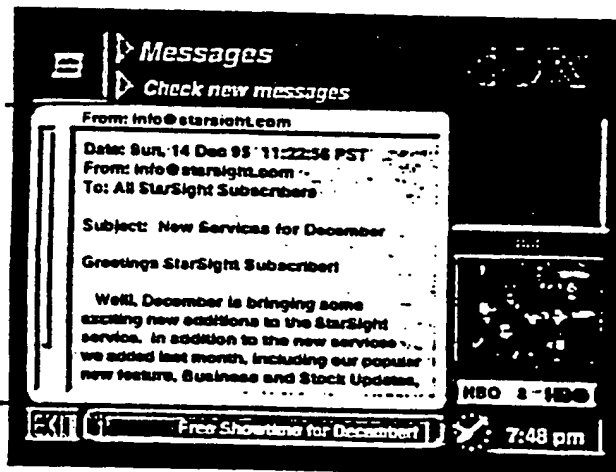 Messages
Check new messages
From: info@starsight.com
Date: Sun, 14 Dec 95 11:22:56 PST
From: info@starsight.com
To: All StarSight Subscribers
Subject: New Services for December
Greetings StarSight Subscriber!
Well, December is bringing some
exciting new additions to the StarSight
service. In addition to the new services
we added last month, including our popular
new feature, Business and Stock Updates,
HBO 8 - HBO
EXIT
Free Showtime for December!
7:48 pm